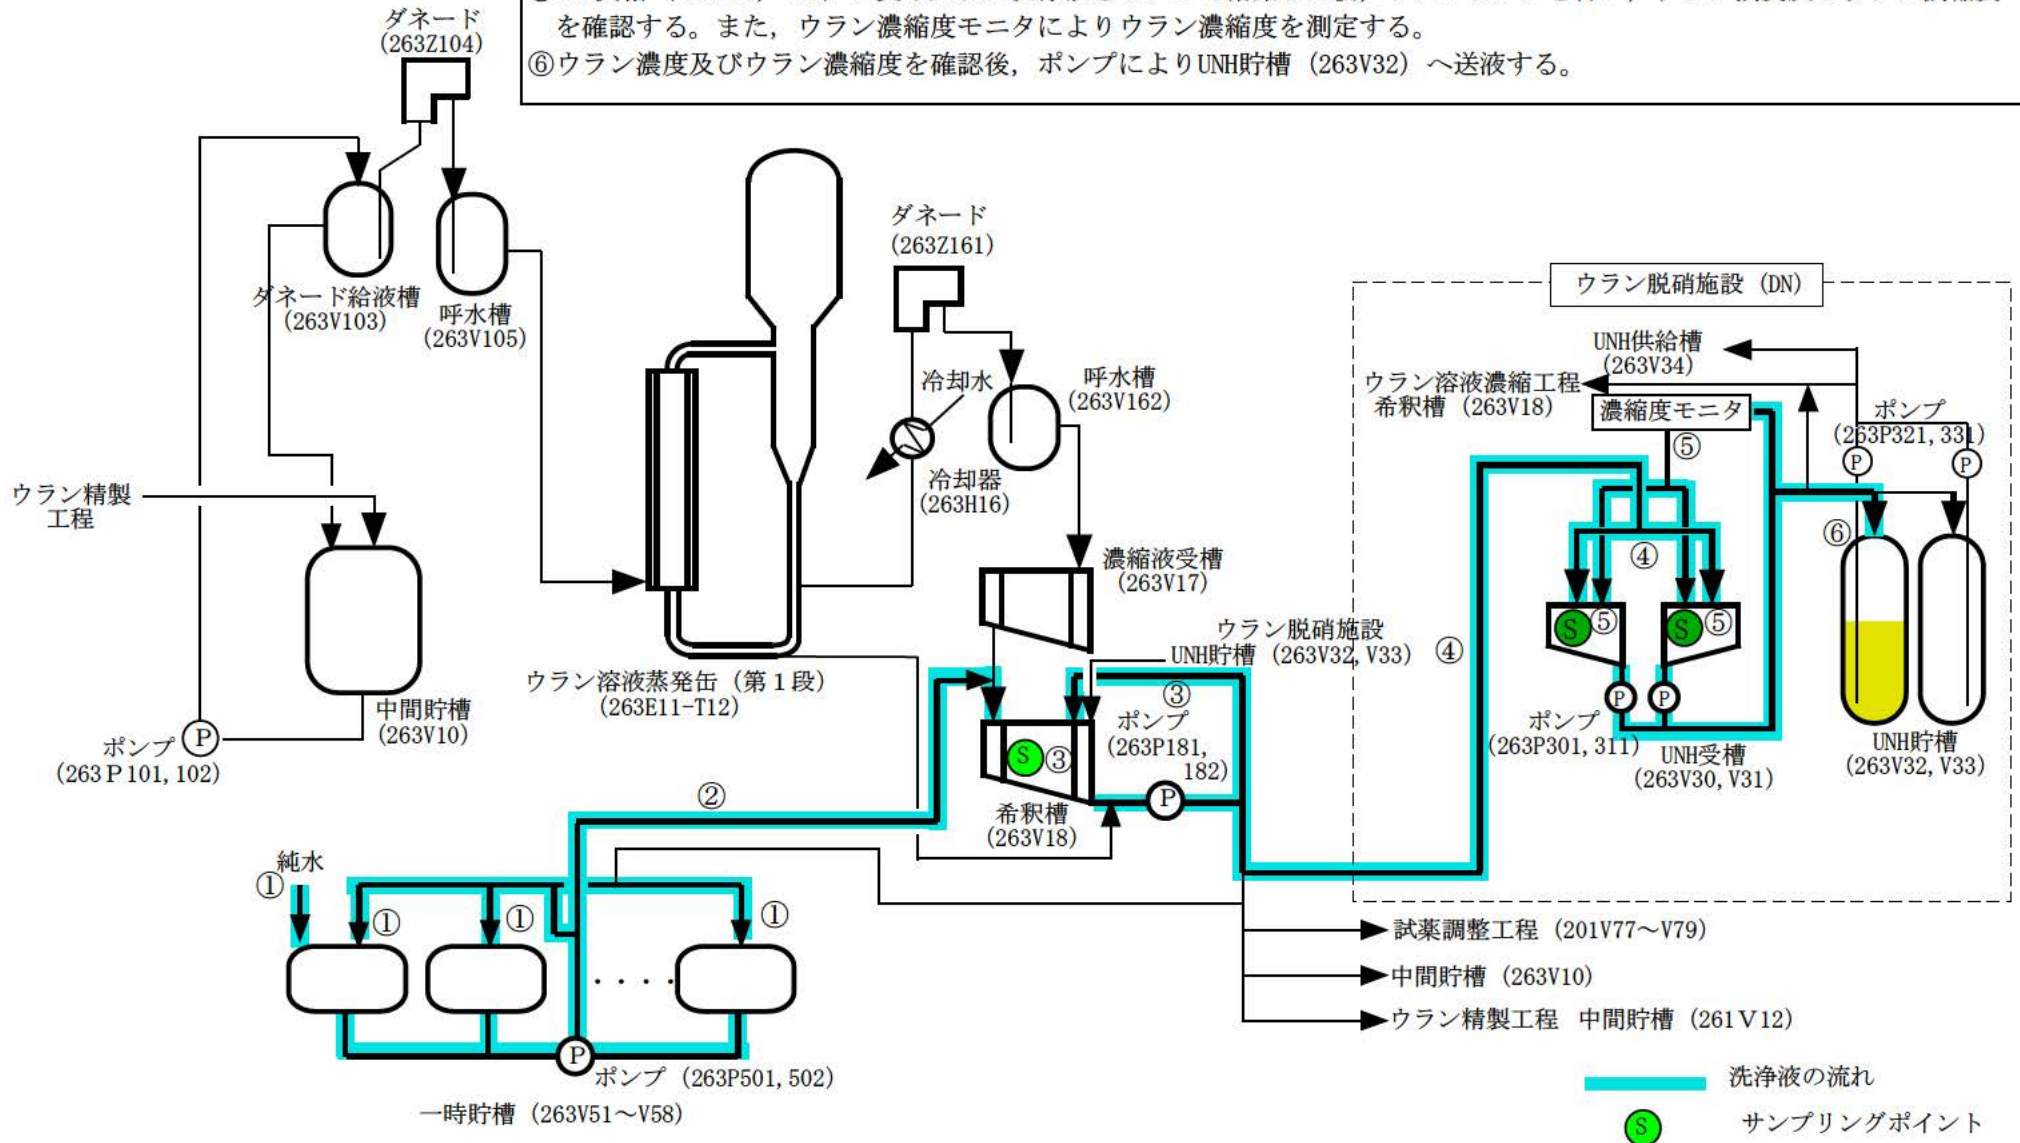 を確認する。また，ウラン濃縮度モニタによりウラン濃度を測定する。
⑥ウラン濃度及びウラン濃縮度を確認後，ポンプによりUNH貯槽（263V32）へ送液する。
ダネード
(263Z104)
ダネード給液槽
(263V103)
呼水槽
(263V105)
ウラン精製
工程
中間貯槽
(263V10)
ポンプ
P
(263Ｐ101,102)
ウラン溶液蒸発缶（第１段）
(263E11-T12)
ダネード
(263Z161)
冷却水
冷却器
(263H16)
呼水槽
(263V162)
濃縮液受槽
(263V17)
ウラン脱硝施設
UNH貯槽（263V32,V33）
③
ポンプ
(263P181,
182)
P
S
③
希釈槽
(263V18)
②
純水
①
①
①
①
・・・・
P
ポンプ（263P501,502）
一時貯槽（263V51～V58）
ウラン脱硝施設（DN）
UNH供給槽
(263V34)
ウラン溶液濃縮工程
希釈槽（263V18）
濃縮度モニタ
⑤
ポンプ
(263P321,331)
P
P
④
④
⑥
S
⑤
S
⑤
P
P
ポンプ
(263P301,311)
UNH受槽
(263V30,V31)
UNH貯槽
(263V32,V33)
試薬調整工程（201V77～V79）
中間貯槽（263V10）
ウラン精製工程　中間貯槽（261Ｖ12）
洗浄液の流れ
S
サンプリングポイント